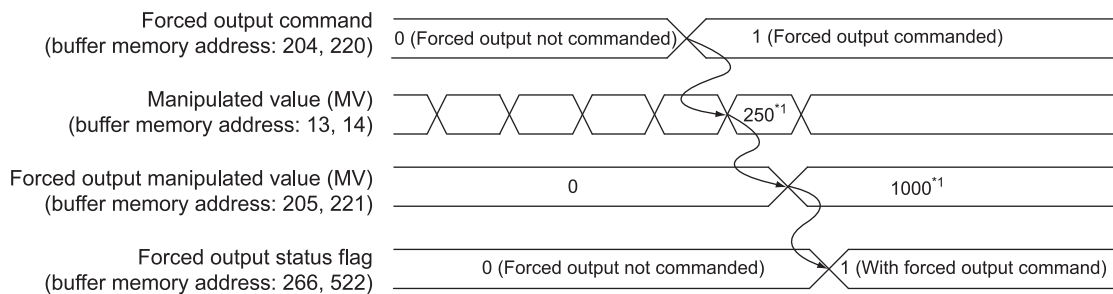 Forced output command
(buffer memory address: 204, 220)
0 (Forced output not commanded)
1 (Forced output commanded)
Manipulated value (MV)
(buffer memory address: 13, 14)
250*1
Forced output manipulated value (MV)
(buffer memory address: 205, 221)
0
1000*1
Forced output status flag
(buffer memory address: 266, 522)
0 (Forced output not commanded)
1 (With forced output command)